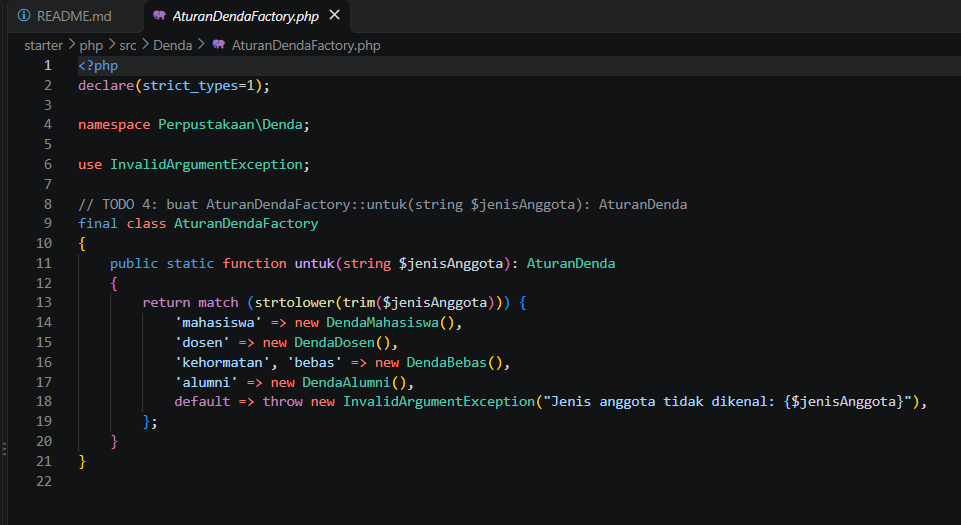 README.md AturanDendaFactory.php
starter > php > src > Denda > AturanDendaFactory.php
1 <?php
2 declare(strict_types=1);
3
4 namespace Perpustakaan\Denda;
5
6 use InvalidArgumentException;
7
8 // TODO 4: buat AturanDendaFactory::untuk(string $jenisAnggota): AturanDenda
9 final class AturanDendaFactory
10 {
11     public static function untuk(string $jenisAnggota): AturanDenda
12     {
13         return match (strtolower(trim($jenisAnggota))) {
14             'mahasiswa' => new DendaMahasiswa(),
15             'dosen' => new DendaDosen(),
16             'kehormatan', 'bebas' => new DendaBebas(),
17             'alumni' => new DendaAlumni(),
18             default => throw new InvalidArgumentException("Jenis anggota tidak dikenal: {$jenisAnggota}"),
19         };
20     }
21 }
22